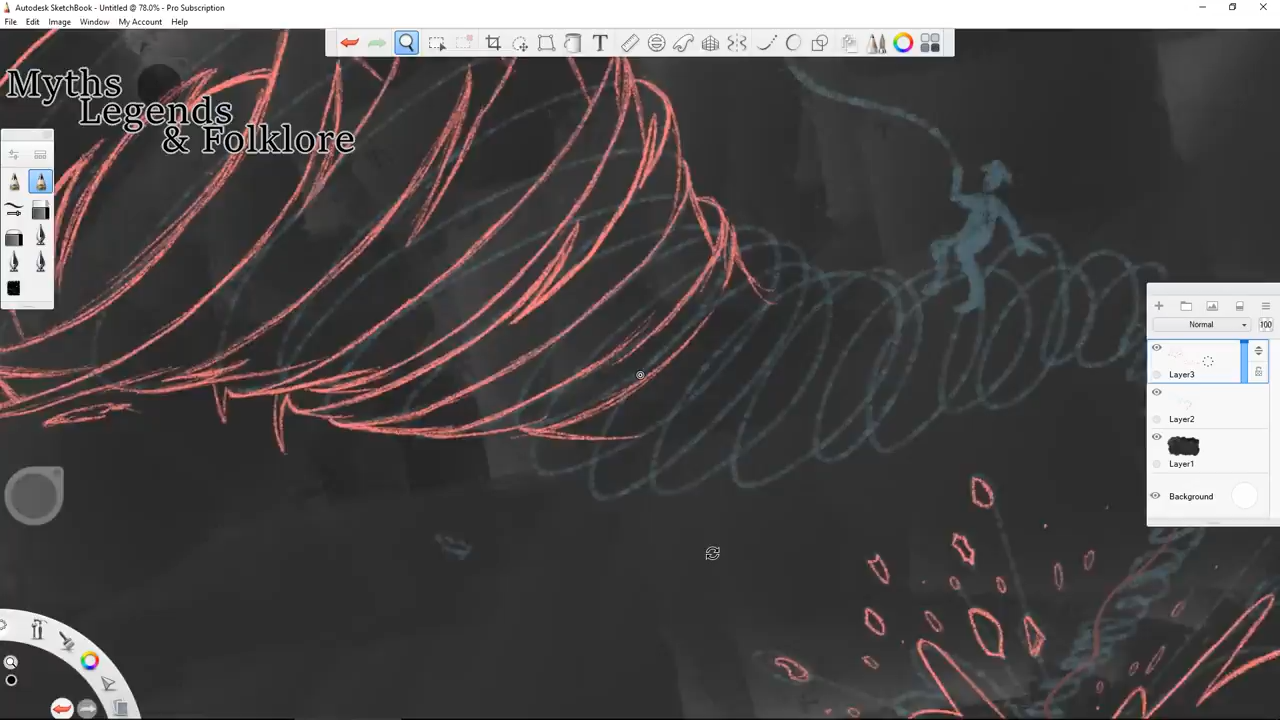 Autodesk SketchBook - Untitled @ 78.0% - Pro Subscription
File Edit Image Window My Account Help
Myths
Legends
& Folklore
Normal 100
Layer3
Layer2
Layer1
Background